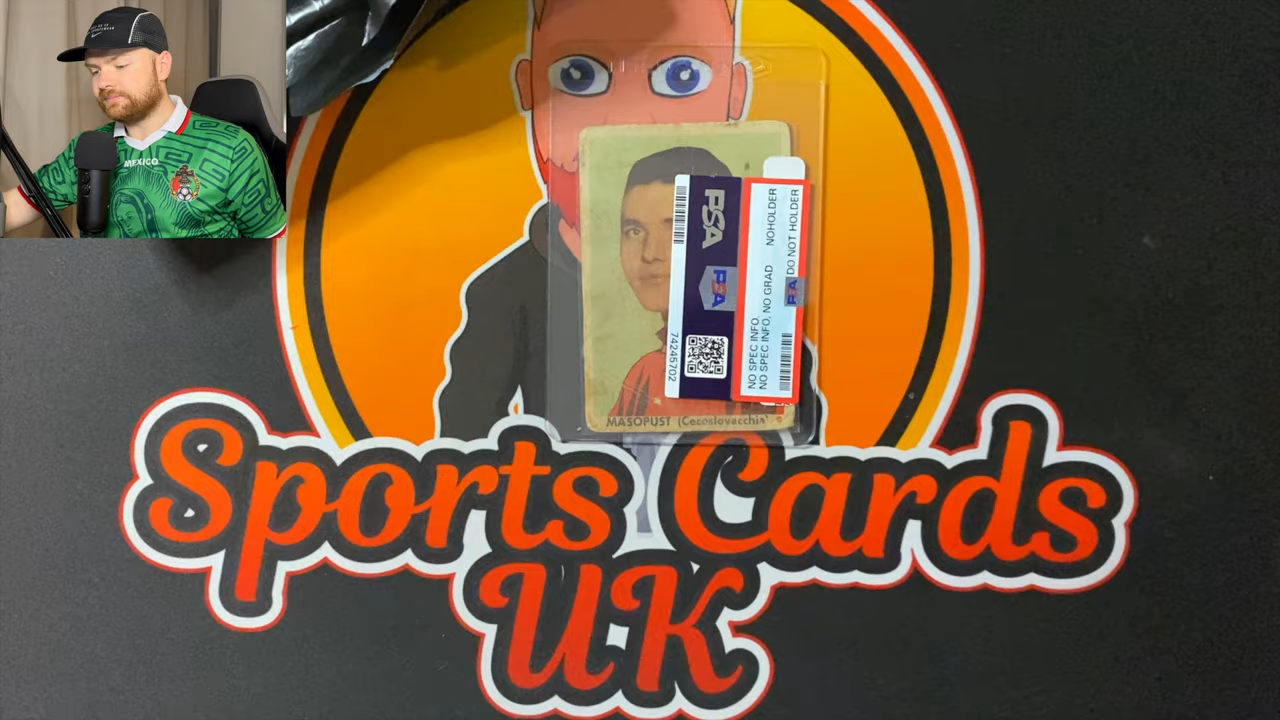 MEXICO
PSA
PSA
74245702
NO SPEC INFO
NO SPEC INFO, NO GRAD NOHOLDER
DO NOT HOLDER
MASOPUST (Cecoslovacchia)
Sports Cards
UK